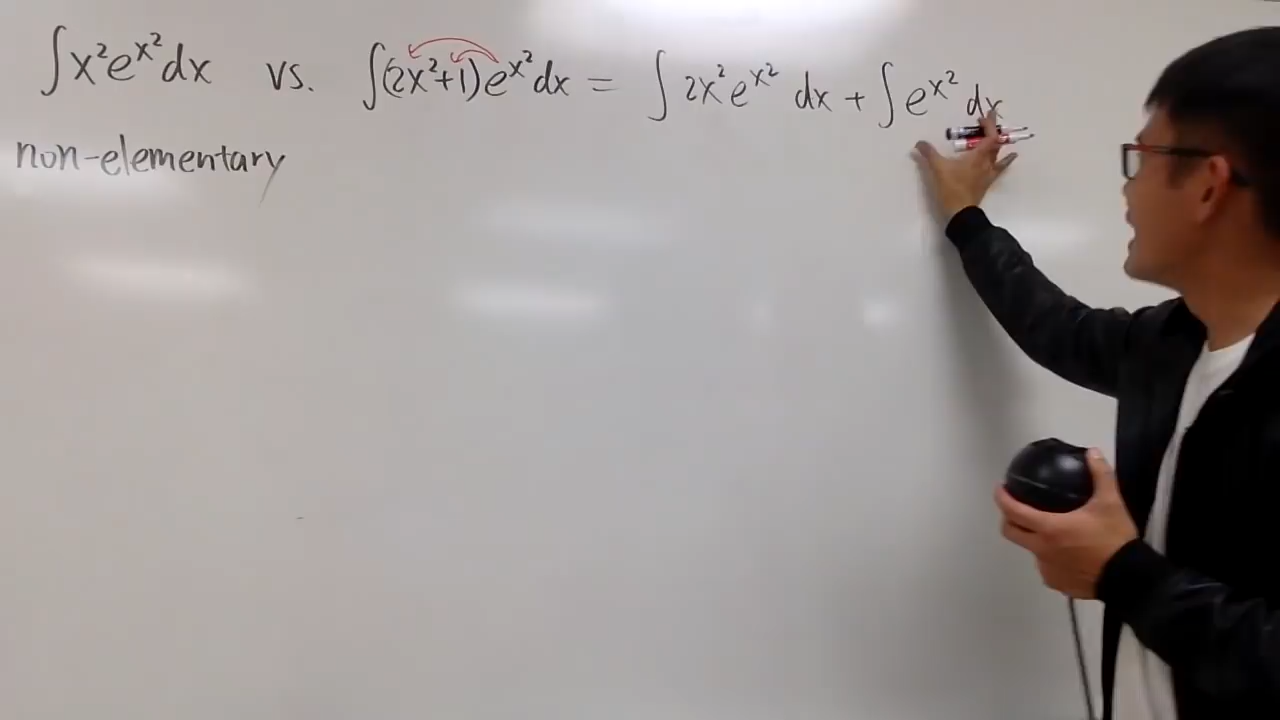 ∫x²e^{x²}dx vs. ∫(2x²+1)e^{x²}dx = ∫2x²e^{x²} dx + ∫e^{x²} dx
non-elementary